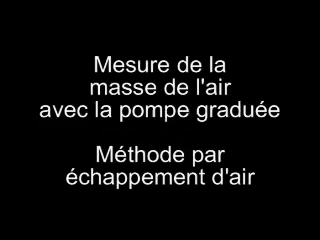 Mesure de la
masse de l'air
avec la pompe graduée
Méthode par
échappement d'air